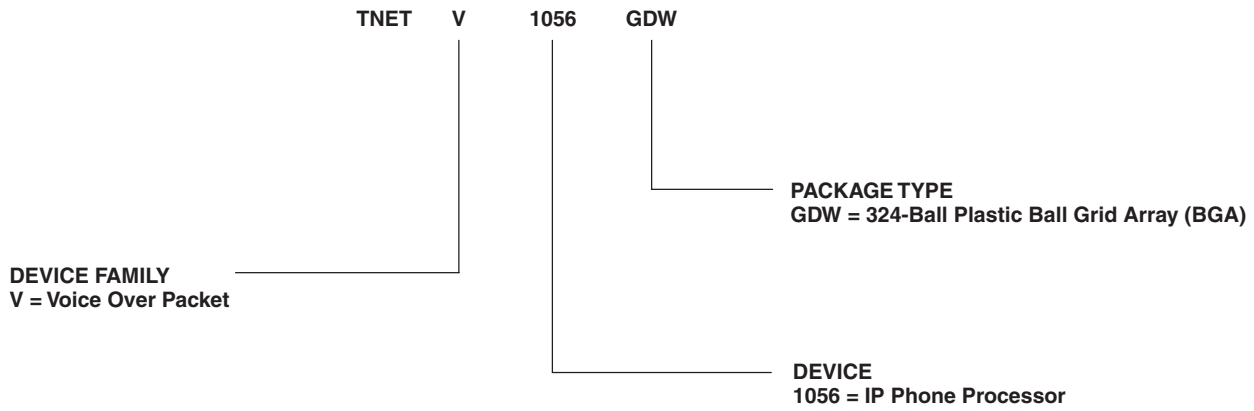 TNET V 1056 GDW
PACKAGE TYPE
GDW = 324-Ball Plastic Ball Grid Array (BGA)
DEVICE FAMILY
V = Voice Over Packet
DEVICE
1056 = IP Phone Processor